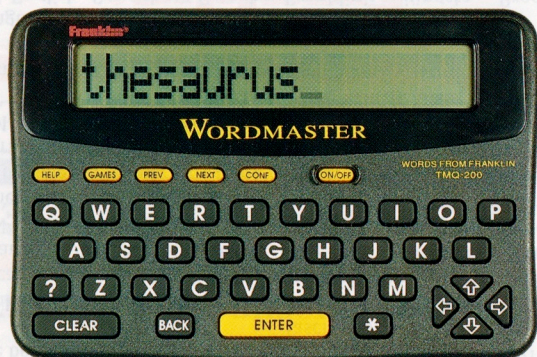 Franklin®
thesaurus_
WORDMASTER
WORDS FROM FRANKLIN
TMQ-200
HELP GAMES PREV NEXT CONF ON/OFF
Q W E R T Y U I O P
A S D F G H J K L
? Z X C V B N M
CLEAR BACK ENTER *